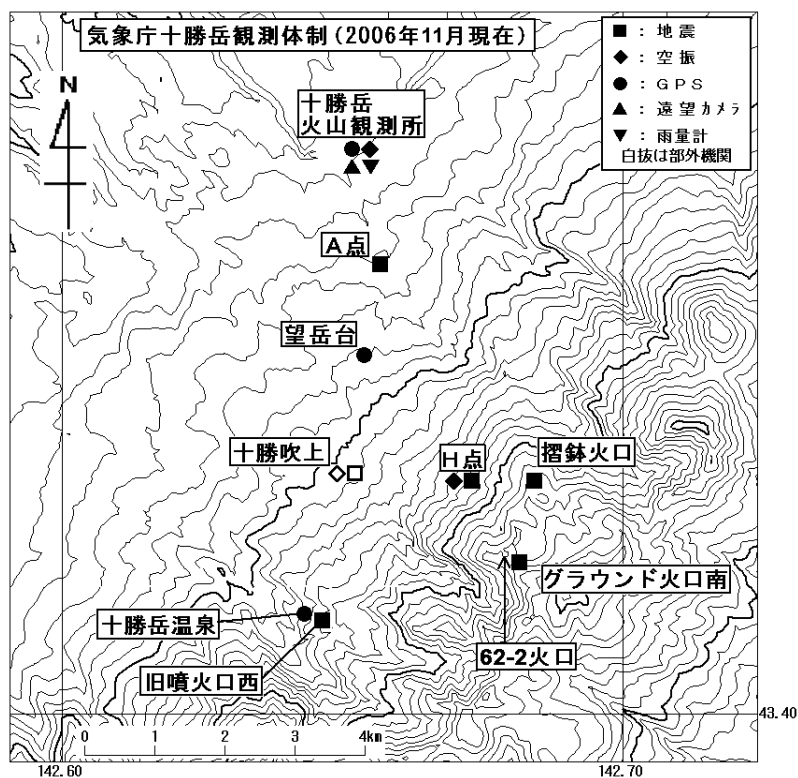 気象庁十勝岳観測体制(2006年11月現在)
■ : 地震
◆ : 空振
● : GPS
▲ : 遠望カメラ
▼ : 雨量計
白抜は部外機関
N
十勝岳
火山観測所
A点
望岳台
十勝吹上
H点
摺鉢火口
グラウンド火口南
十勝岳温泉
62-2火口
旧噴火口西
0 1 2 3 4km
43.40
142.60 142.70